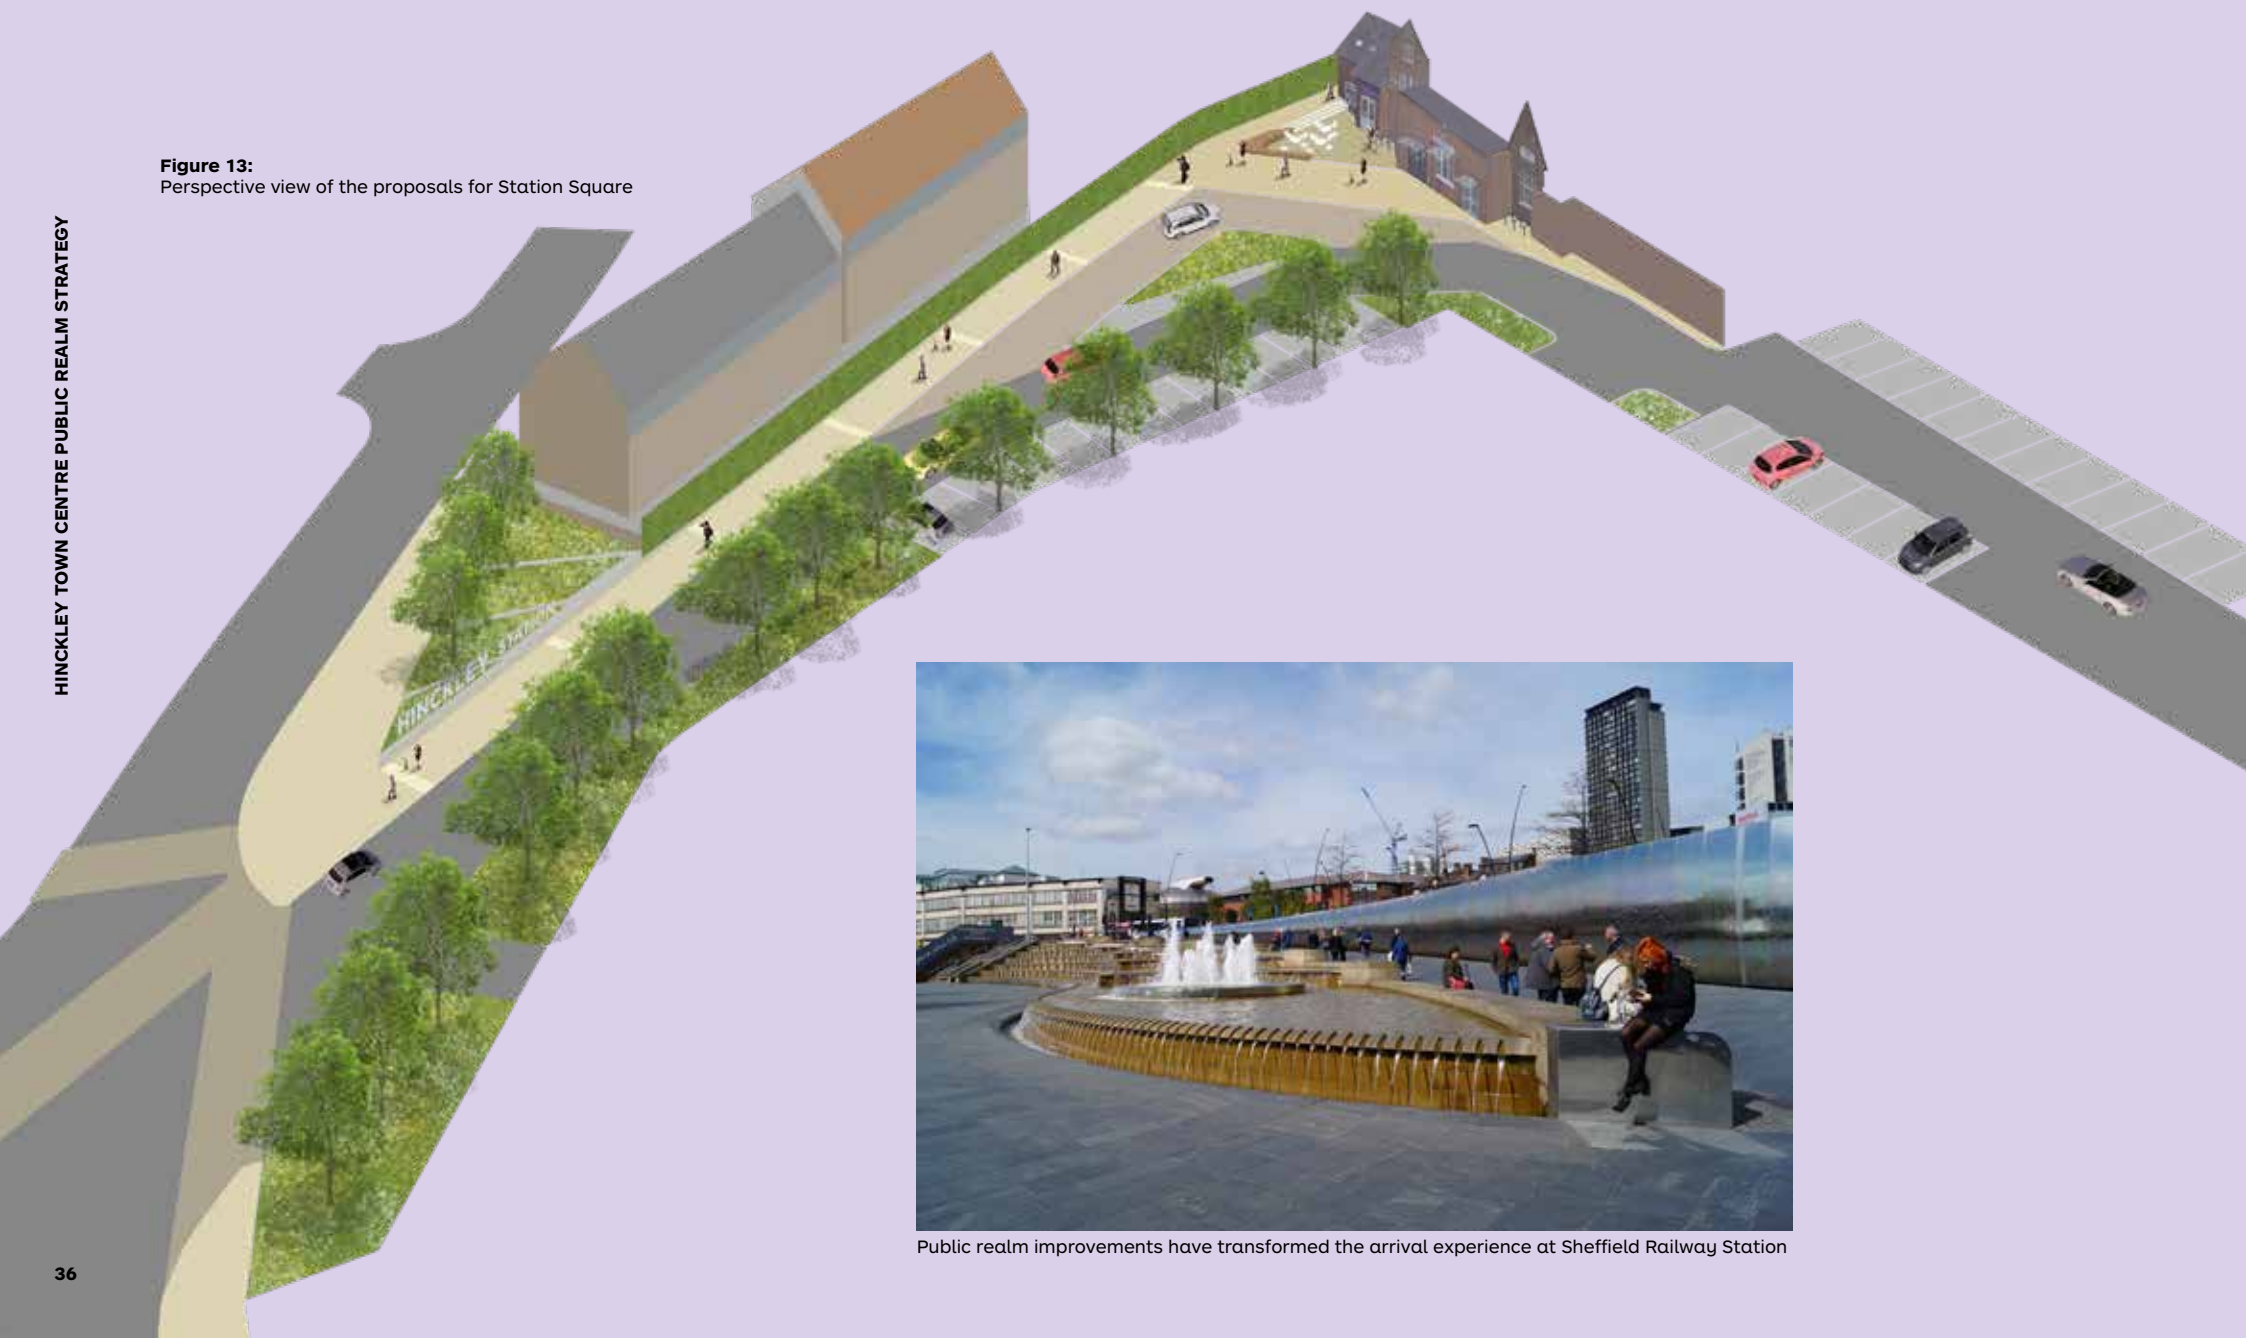 Figure 13:
Perspective view of the proposals for Station Square
HINCKLEY TOWN CENTRE PUBLIC REALM STRATEGY
HINCKLEY STATION
Public realm improvements have transformed the arrival experience at Sheffield Railway Station
36